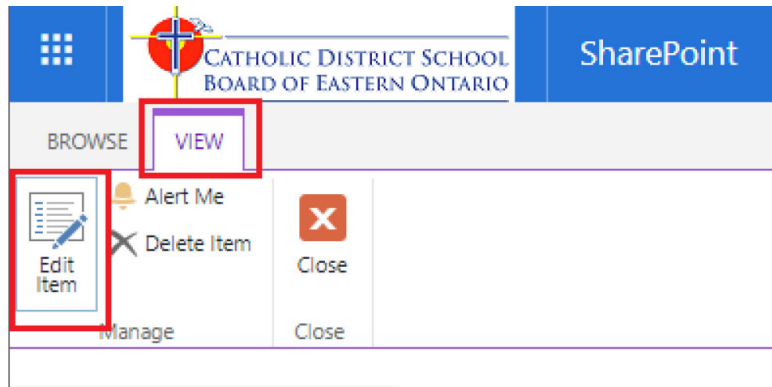 CATHOLIC DISTRICT SCHOOL
BOARD OF EASTERN ONTARIO
SharePoint
BROWSE
VIEW
Edit
Item
Alert Me
Delete Item
Manage
Close
Close